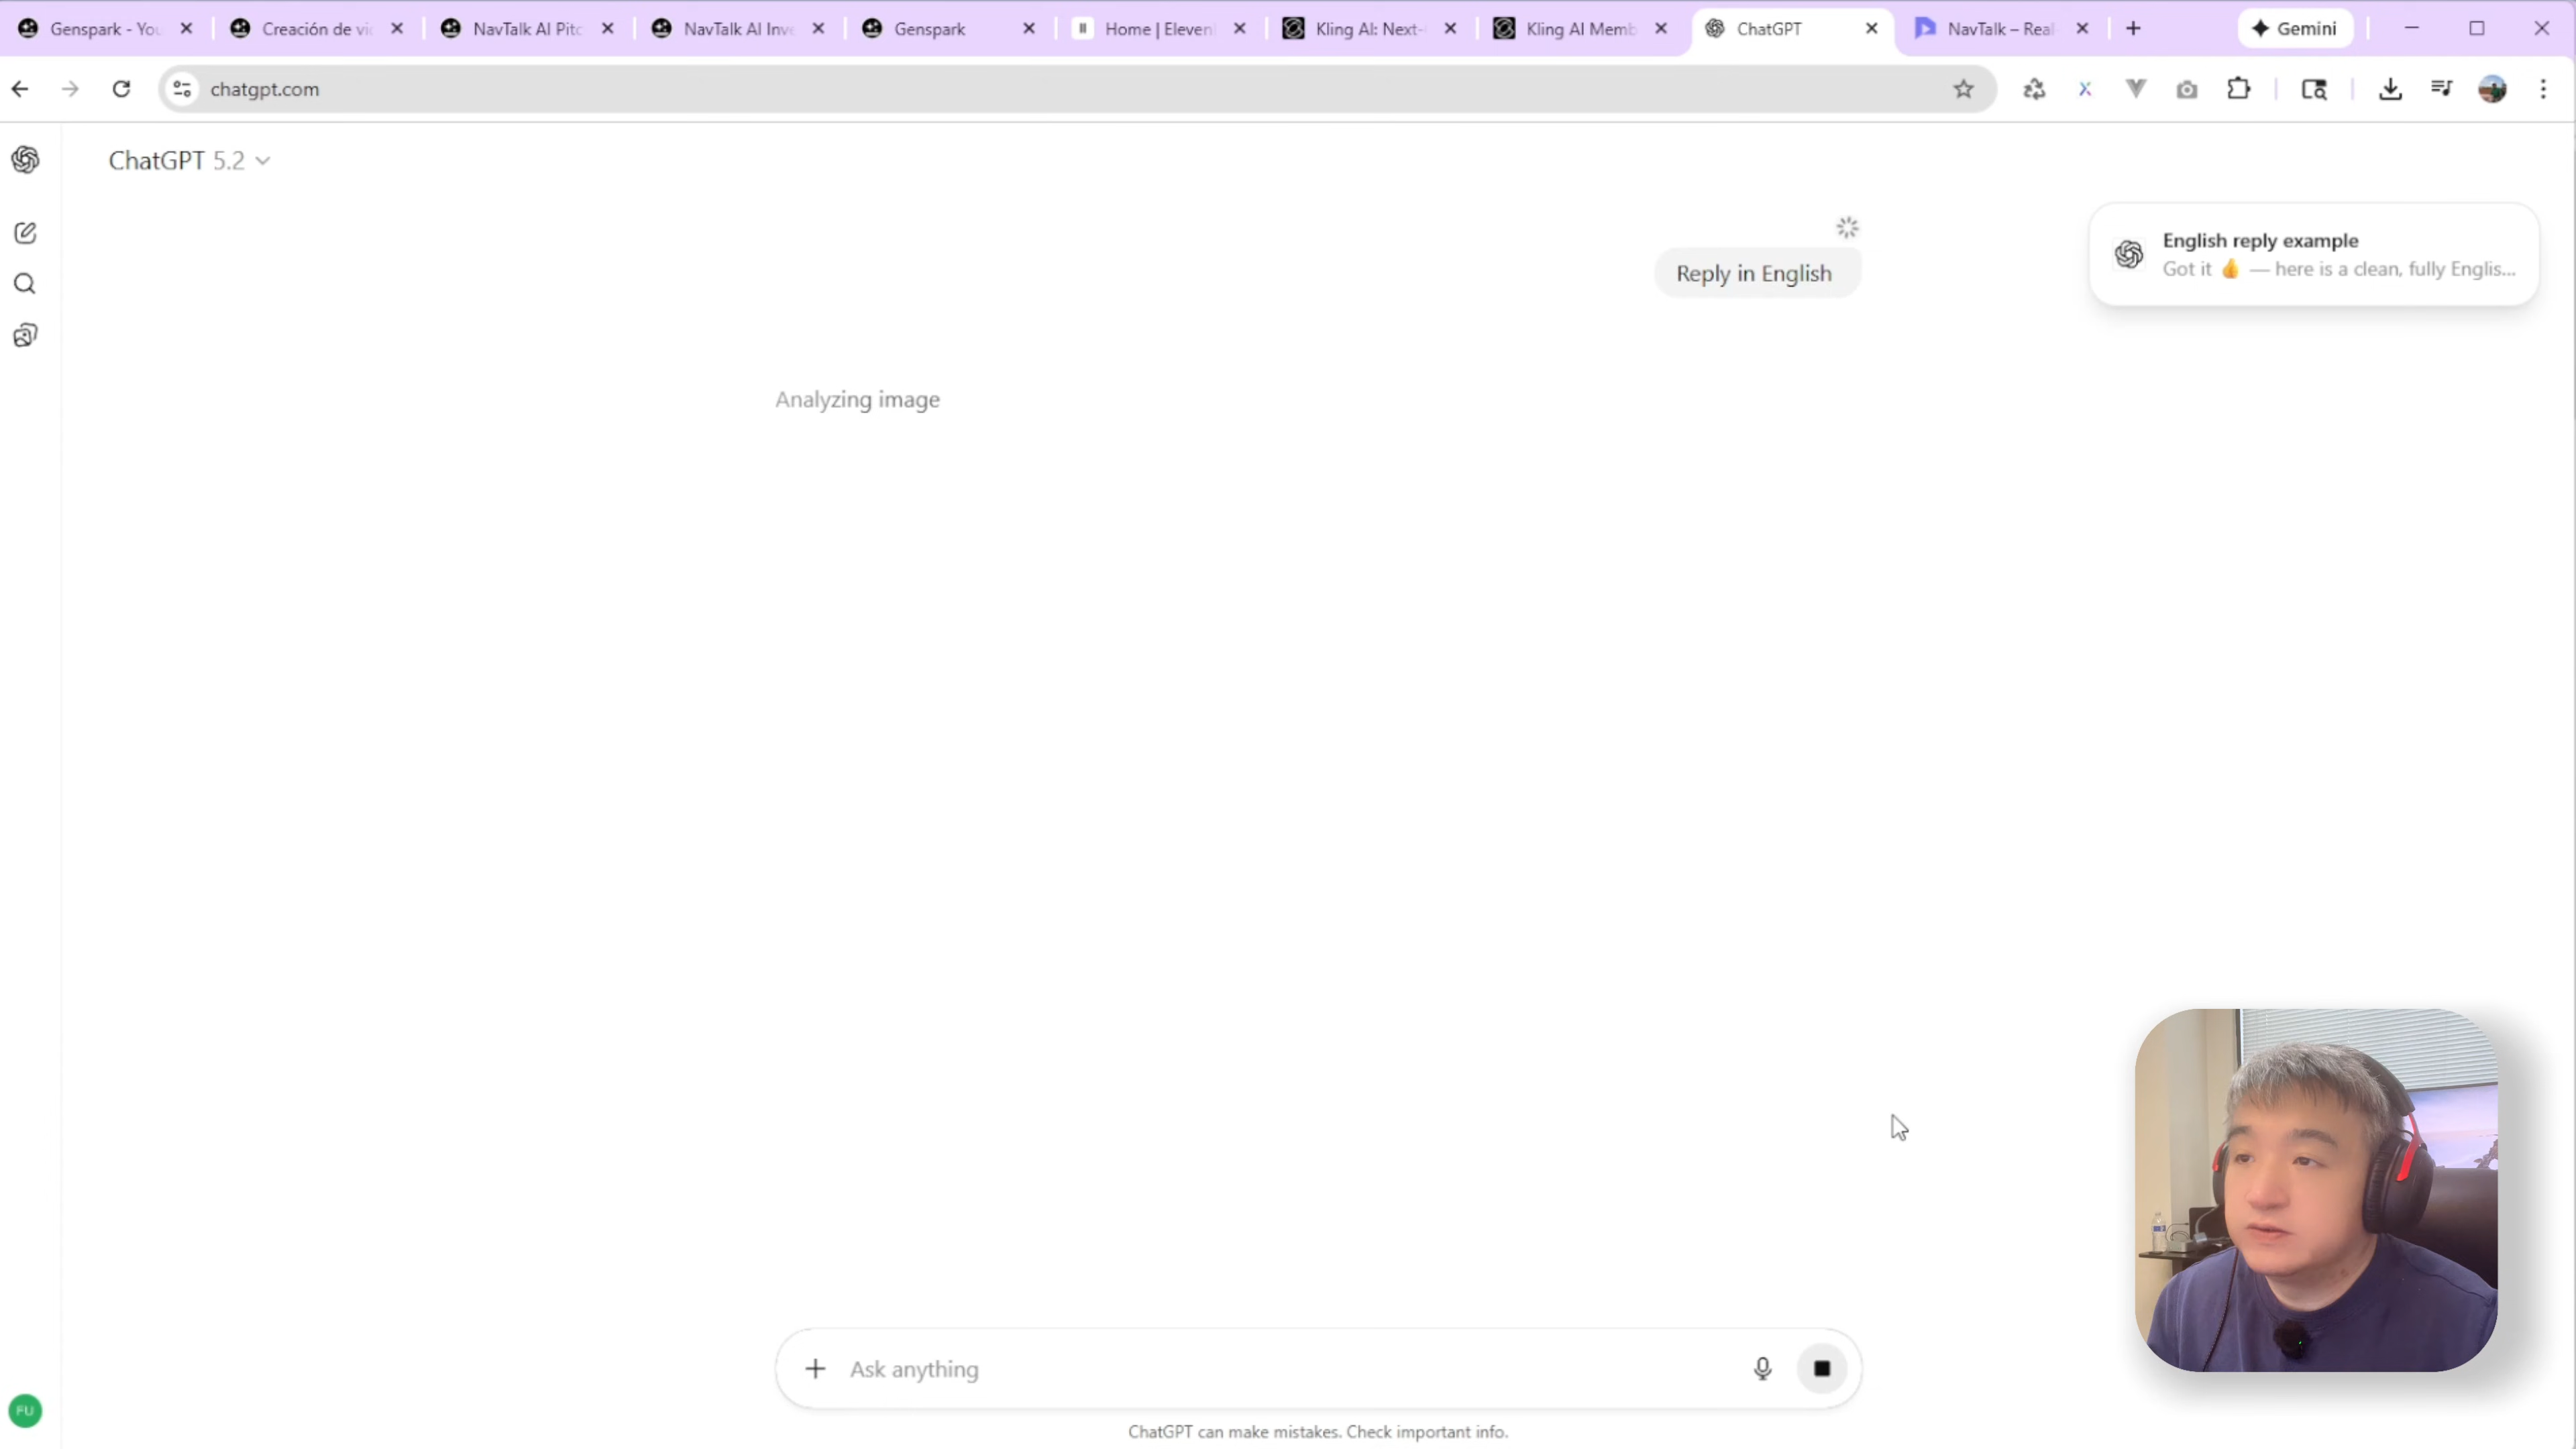 Genspark - You
Creación de vi
NavTalk AI Pitc
NavTalk AI Inve
Genspark
Home | Eleven
Kling AI: Next-
Kling AI Memb
ChatGPT
NavTalk – Real
Gemini
chatgpt.com
ChatGPT 5.2
Reply in English
English reply example
Got it 👍 — here is a clean, fully Englis...
Analyzing image
Ask anything
FU
ChatGPT can make mistakes. Check important info.